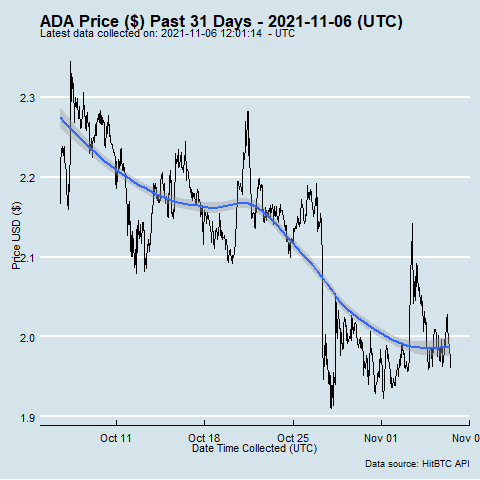 ADA Price ($) Past 31 Days - 2021-11-06 (UTC)
Latest data collected on: 2021-11-06 12:01:14 - UTC
Price USD ($)
2.3
2.2
2.1
2.0
1.9
Oct 11
Oct 18
Oct 25
Nov 01
Nov 0
Date Time Collected (UTC)
Data source: HitBTC API